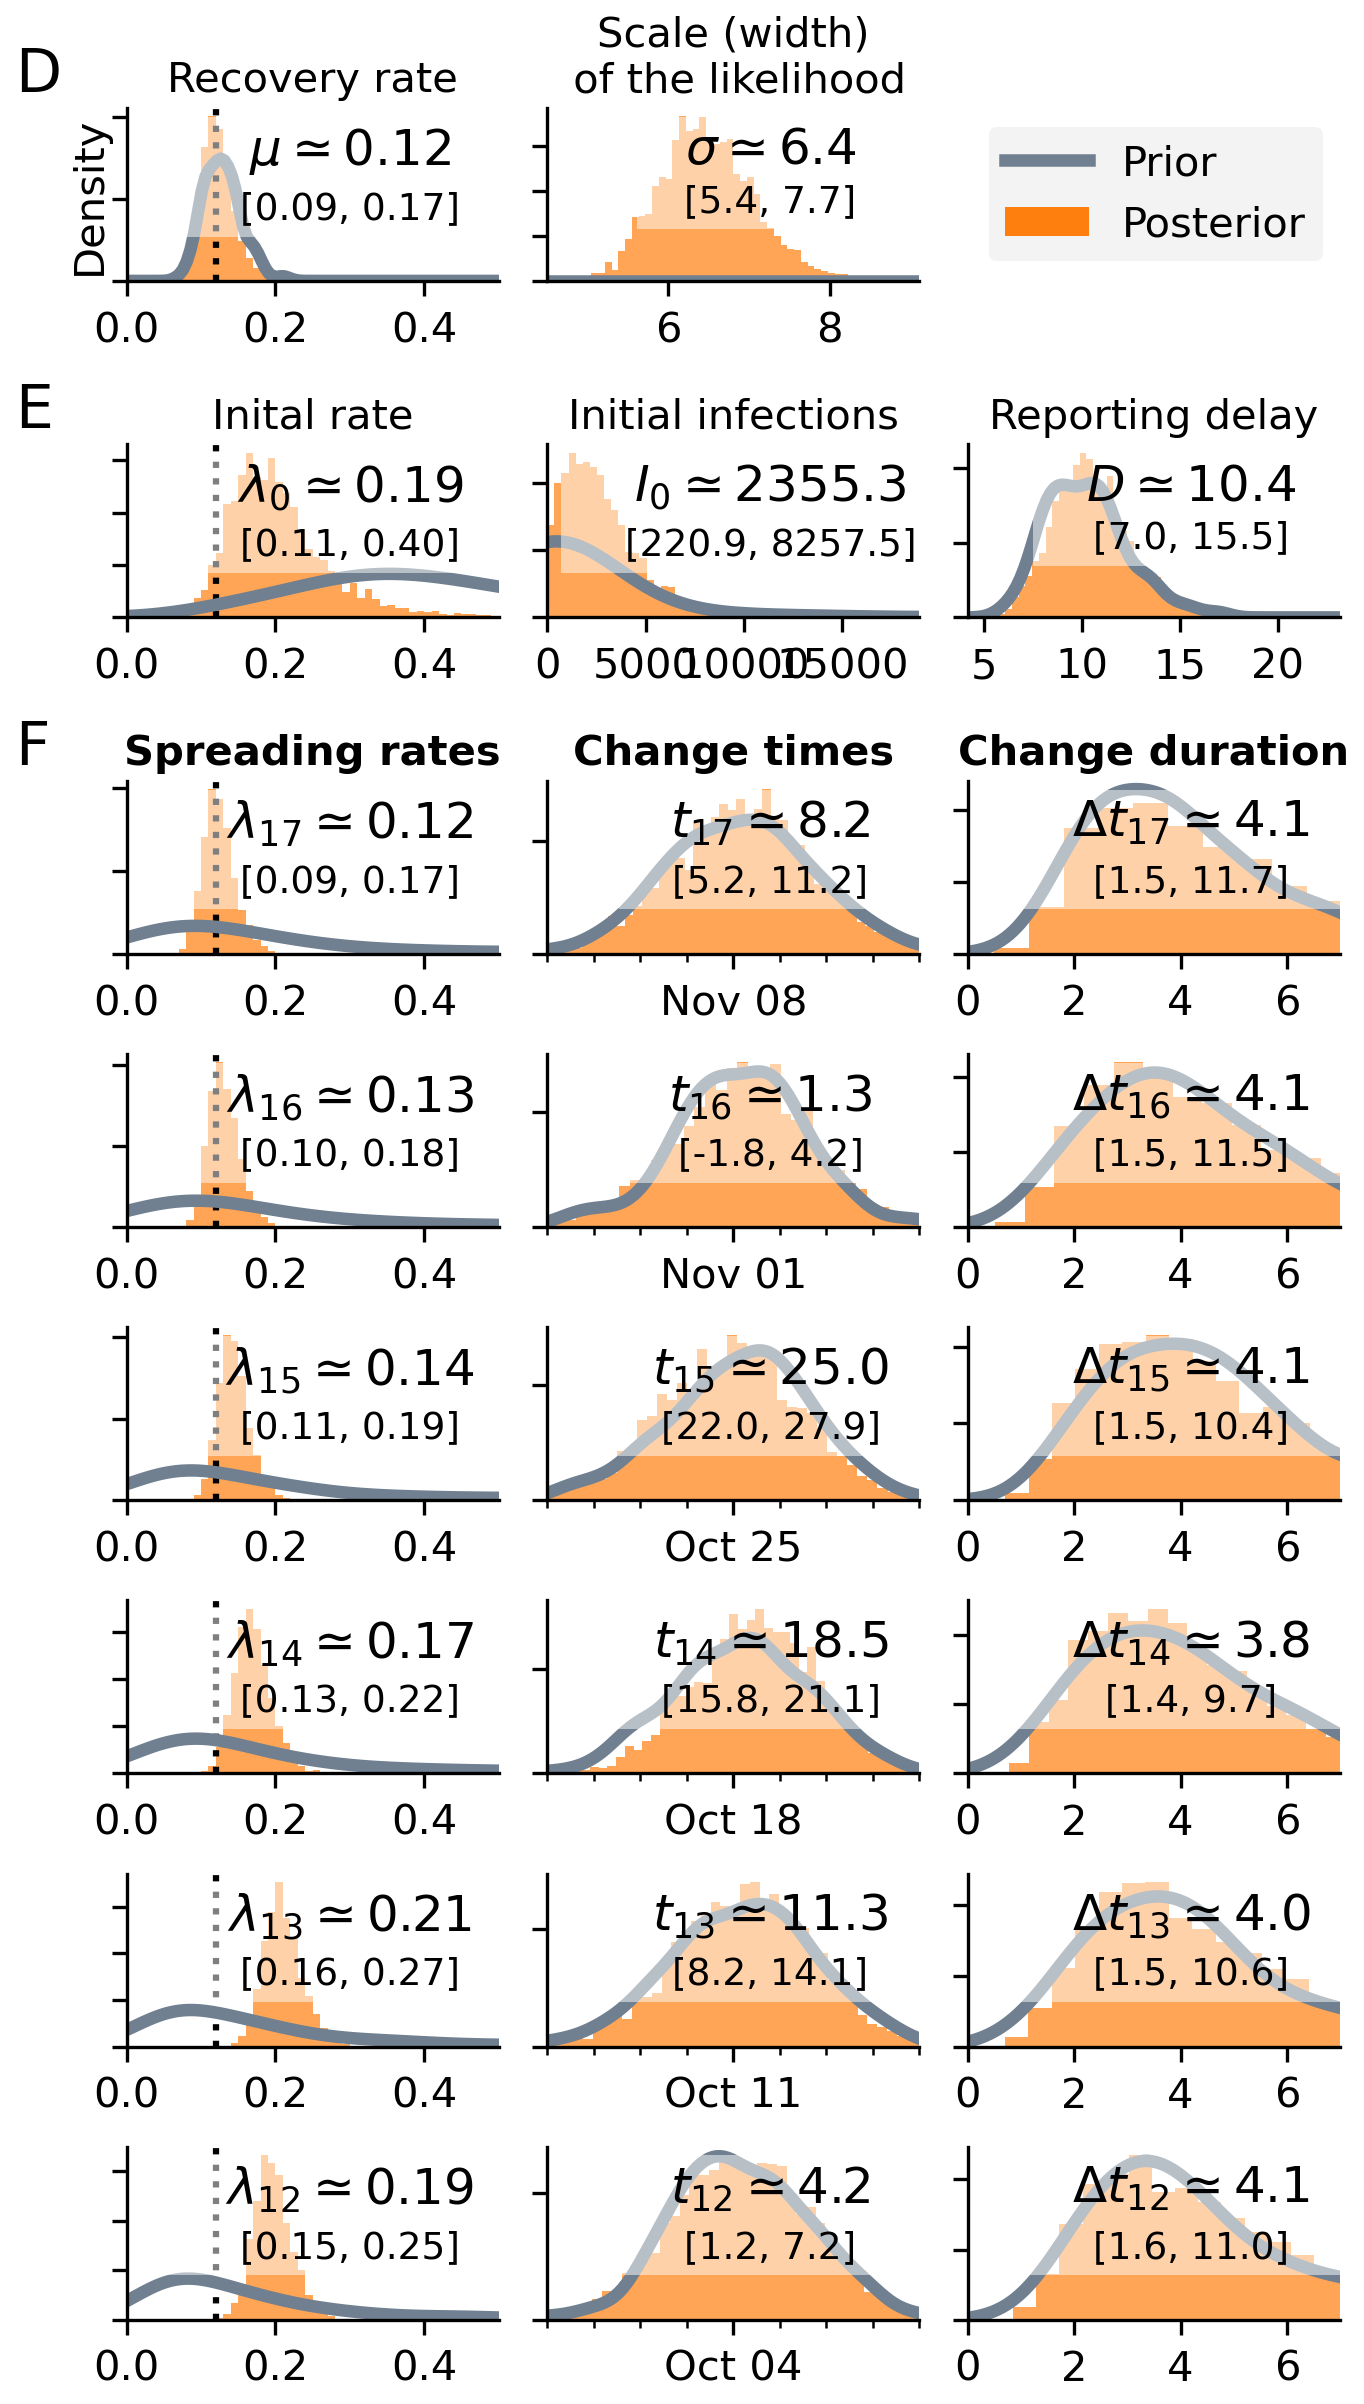 D
Recovery rate
Scale (width)
of the likelihood
Density
μ ≃ 0.12
[0.09, 0.17]
0.0 0.2 0.4
σ ≃ 6.4
[5.4, 7.7]
6 8
Prior
Posterior
E
Inital rate
Initial infections
Reporting delay
λ0 ≃ 0.19
[0.11, 0.40]
0.0 0.2 0.4
I0 ≃ 2355.3
[220.9, 8257.5]
0 5000 10000 15000
D ≃ 10.4
[7.0, 15.5]
5 10 15 20
F
Spreading rates
Change times
Change duration
λ17 ≃ 0.12
[0.09, 0.17]
0.0 0.2 0.4
t17 ≃ 8.2
[5.2, 11.2]
Nov 08
Δt17 ≃ 4.1
[1.5, 11.7]
0 2 4 6
λ16 ≃ 0.13
[0.10, 0.18]
0.0 0.2 0.4
t16 ≃ 1.3
[-1.8, 4.2]
Nov 01
Δt16 ≃ 4.1
[1.5, 11.5]
0 2 4 6
λ15 ≃ 0.14
[0.11, 0.19]
0.0 0.2 0.4
t15 ≃ 25.0
[22.0, 27.9]
Oct 25
Δt15 ≃ 4.1
[1.5, 10.4]
0 2 4 6
λ14 ≃ 0.17
[0.13, 0.22]
0.0 0.2 0.4
t14 ≃ 18.5
[15.8, 21.1]
Oct 18
Δt14 ≃ 3.8
[1.4, 9.7]
0 2 4 6
λ13 ≃ 0.21
[0.16, 0.27]
0.0 0.2 0.4
t13 ≃ 11.3
[8.2, 14.1]
Oct 11
Δt13 ≃ 4.0
[1.5, 10.6]
0 2 4 6
λ12 ≃ 0.19
[0.15, 0.25]
0.0 0.2 0.4
t12 ≃ 4.2
[1.2, 7.2]
Oct 04
Δt12 ≃ 4.1
[1.6, 11.0]
0 2 4 6